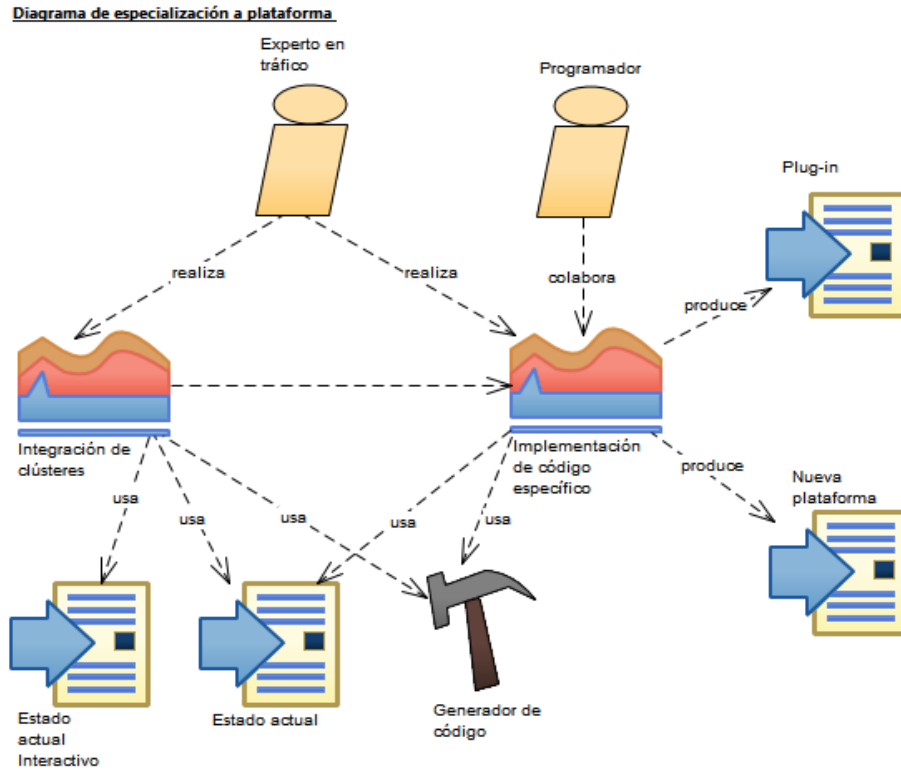 Diagrama de especialización a plataforma
Experto en
tráfico
Programador
Plug-in
realiza
realiza
colabora
produce
Integración de
clústeres
Implementación
de código
específico
produce
Nueva
plataforma
usa
usa
usa
usa
usa
Estado
actual
Interactivo
Estado actual
Generador de
código